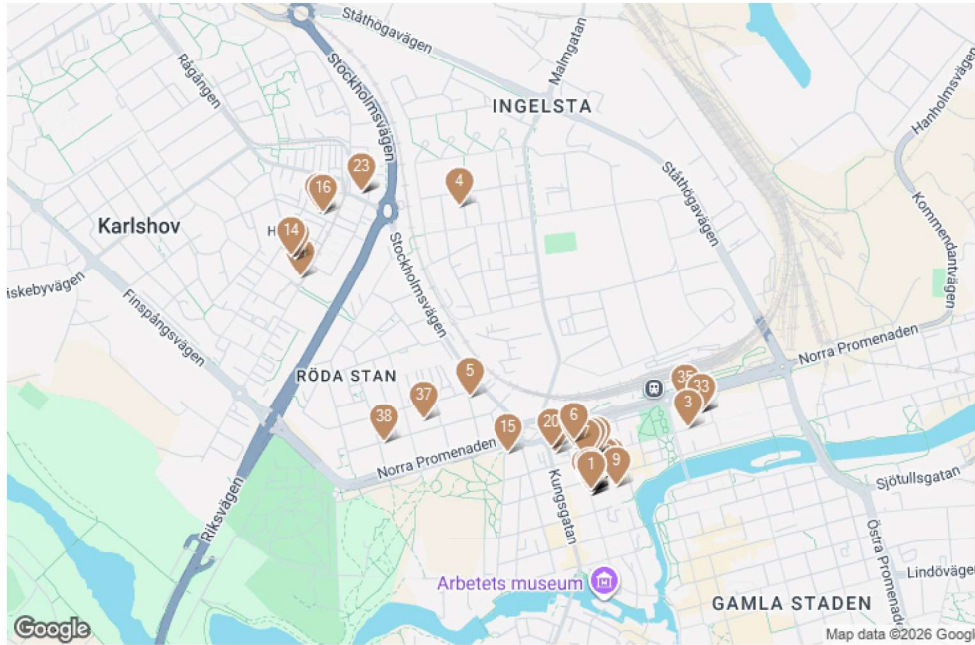 Ståthögavägen
Malmgatan
Stockholmsvägen
Rågången
INGELSTA
Hanholmsvägen
23
16
4
Ståthögavägen
Karlshov
14
H
Kommendantvägen
iskebyvägen
Stockholmsvägen
Finspångsvägen
Norra Promenaden
RÖDA STAN
5
35
33
37
3
38
15
20
6
7
Norra Promenaden
1
9
Kungsgatan
Sjötullsgatan
Riksvägen
Östra Promenaden
Arbetets museum
Lindövägen
GAMLA STADEN
Google
Map data ©2026 Google